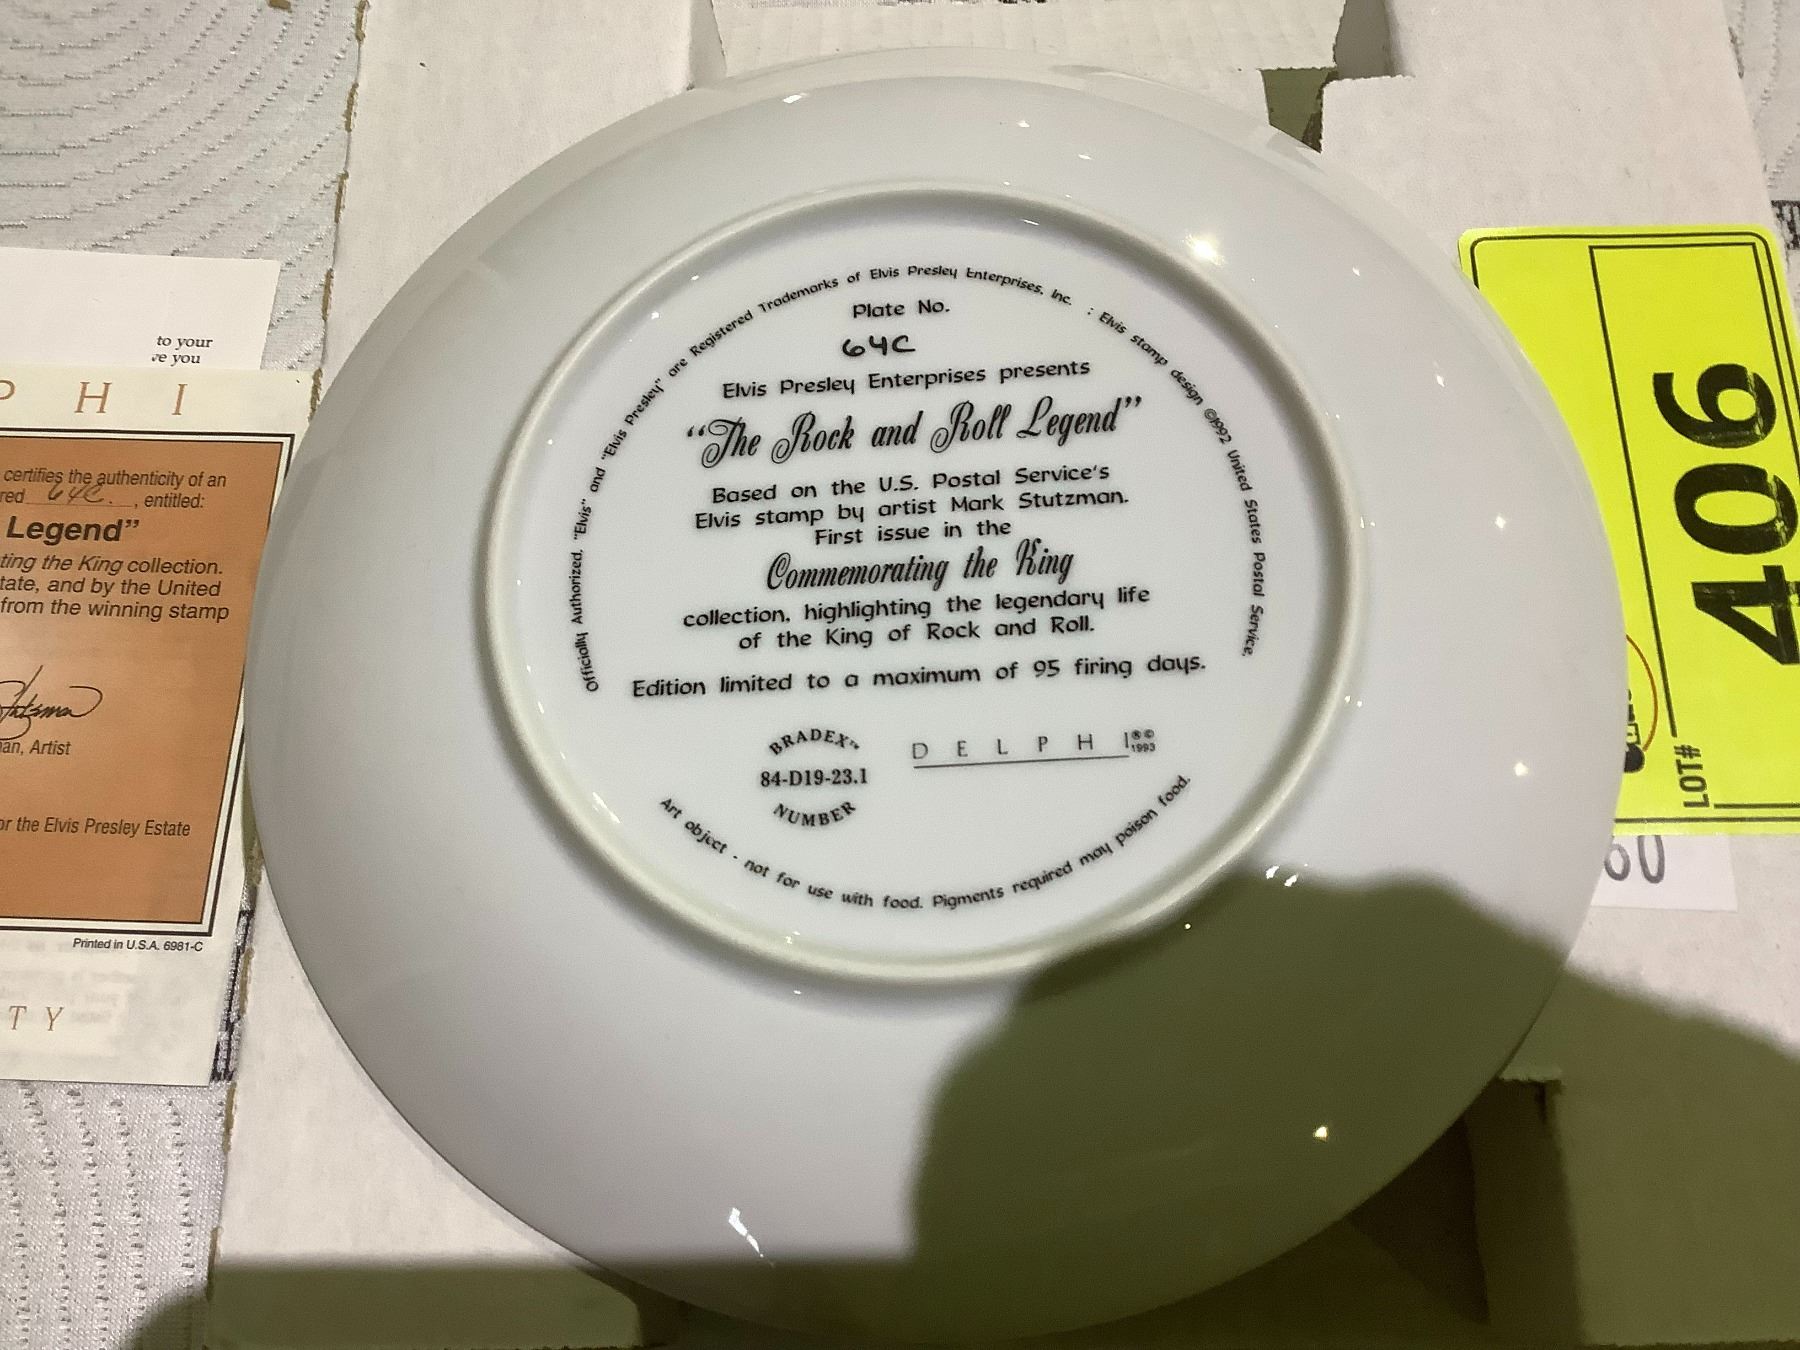 Officially Authorized. "Elvis" and "Elvis Presley" are Registered Trademarks of Elvis Presley Enterprises, Inc. : Elvis stamp design ©1992 United States Postal Service.
Plate No.
64C
Elvis Presley Enterprises presents
"The Rock and Roll Legend"
Based on the U.S. Postal Service's
Elvis stamp by artist Mark Stutzman.
First issue in the
Commemorating the King
collection, highlighting the legendary life
of the King of Rock and Roll.
Edition limited to a maximum of 95 firing days.
BRADEX™
84-D19-23.1
NUMBER
DELPHI®©
1993
Art object - not for use with food. Pigments required may poison food.
to your
you
P H I
certifies the authenticity of an
red 64C. , entitled:
Legend"
ting the King collection.
tate, and by the United
from the winning stamp
an, Artist
or the Elvis Presley Estate
Printed in U.S.A. 6981-C
T Y
LOT# 406
60